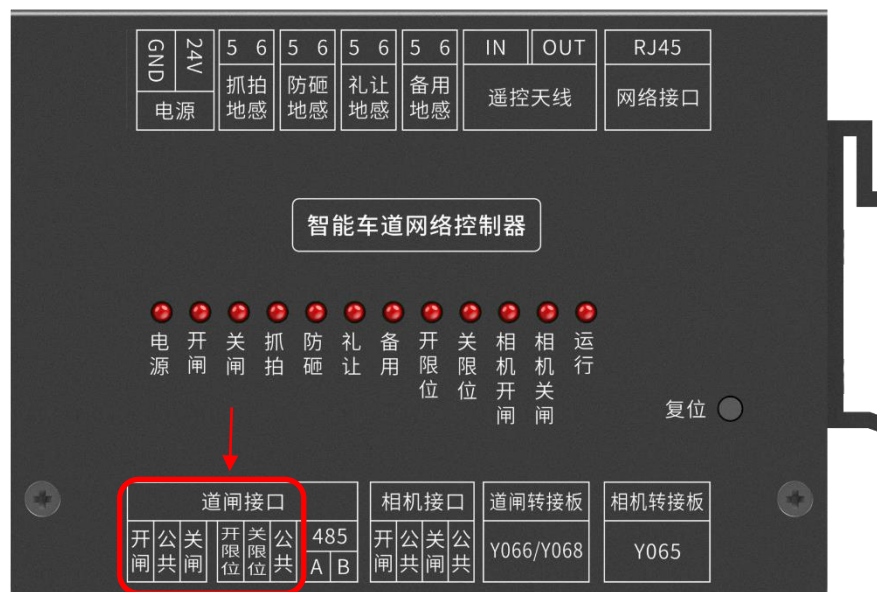 GND 24V 5 6 5 6 5 6 5 6 IN OUT RJ45
电源 抓拍地感 防砸地感 礼让地感 备用地感 遥控天线 网络接口
智能车道网络控制器
电源 开闸 关闸 抓拍 防砸 礼让 备用 开限位 关限位 相机开闸 相机关闸 运行
复位
道闸接口 相机接口 道闸转接板 相机转接板
开闸 公共 关闸 开限位 关限位 公共 485 A B 开闸 公共 关闸 公共 Y066/Y068 Y065